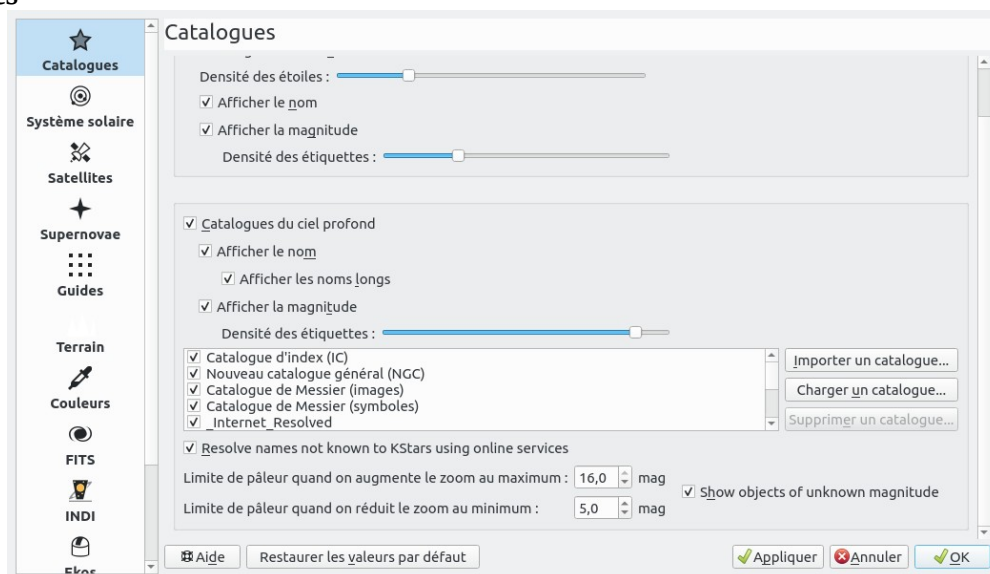 Catalogues
Système solaire
Satellites
Supernovae
Guides
Terrain
Couleurs
FITS
INDI
Ekos
Catalogues
Densité des étoiles :
Afficher le nom
Afficher la magnitude
Densité des étiquettes :
Catalogues du ciel profond
Afficher le nom
Afficher les noms longs
Afficher la magnitude
Densité des étiquettes :
Catalogue d'index (IC)
Nouveau catalogue général (NGC)
Catalogue de Messier (images)
Catalogue de Messier (symboles)
_Internet_Resolved
Importer un catalogue...
Charger un catalogue...
Supprimer un catalogue...
Resolve names not known to KStars using online services
Limite de pâleur quand on augmente le zoom au maximum : 16,0 mag
Show objects of unknown magnitude
Limite de pâleur quand on réduit le zoom au minimum : 5,0 mag
Aide Restaurer les valeurs par défaut Appliquer Annuler OK